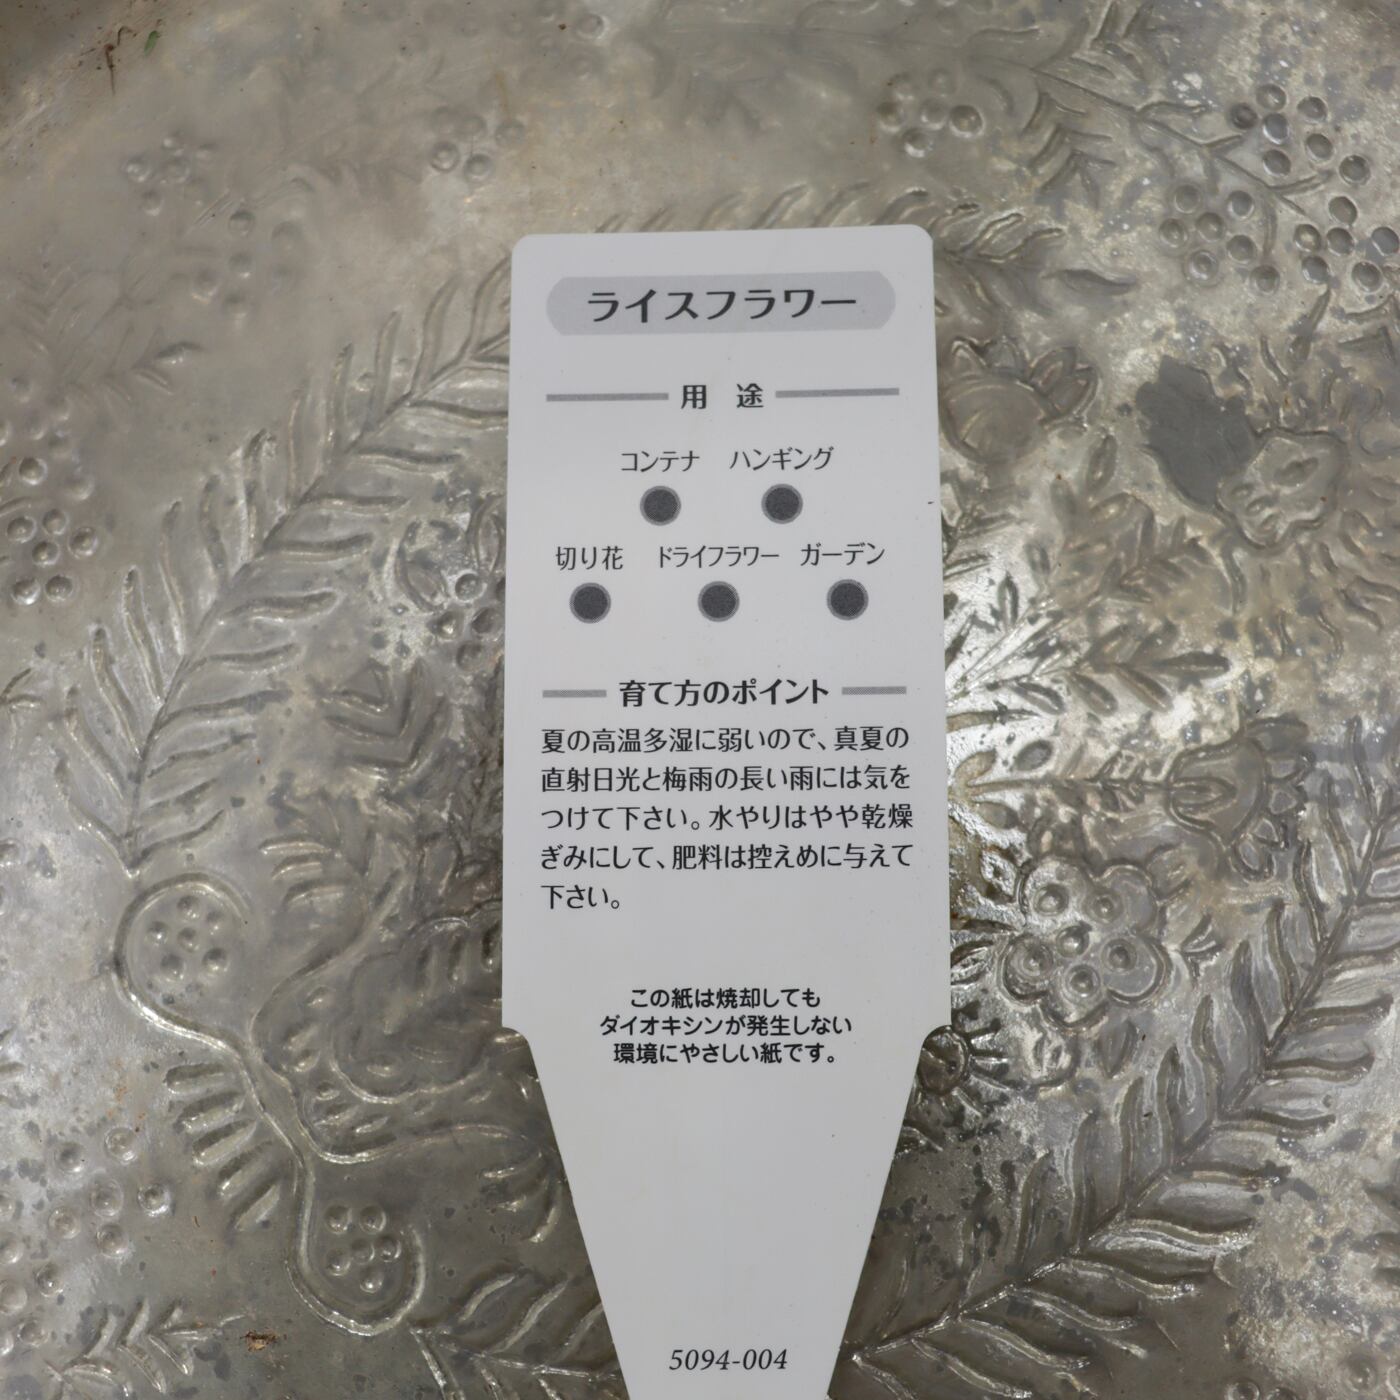 ライスフラワー
用 途
コンテナ ハンギング
切り花 ドライフラワー ガーデン
育て方のポイント
夏の高温多湿に弱いので、真夏の
直射日光と梅雨の長い雨には気を
つけて下さい。水やりはやや乾燥
ぎみにして、肥料は控えめに与えて
下さい。
この紙は焼却しても
ダイオキシンが発生しない
環境にやさしい紙です。
5094-004